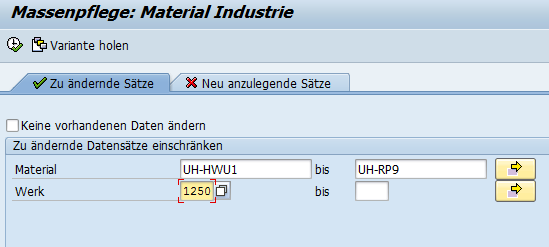 Massenpflege: Material Industrie
Variante holen
Zu ändernde Sätze Neu anzulegende Sätze
Keine vorhandenen Daten ändern
Zu ändernde Datensätze einschränken
Material UH-HWU1 bis UH-RP9
Werk 1250 bis